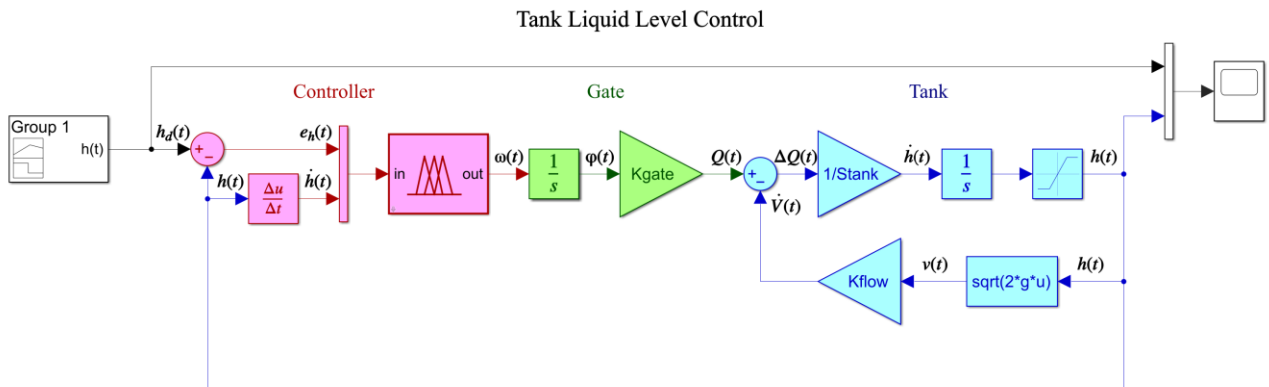 Tank Liquid Level Control
Controller
Gate
Tank
Group 1
h(t)
h_d(t)
+
−
e_h(t)
h(t)
Δu
Δt
ḣ(t)
in
out
ω(t)
1
s
φ(t)
Kgate
Q(t)
+
−
ΔQ(t)
V̇(t)
1/Stank
ḣ(t)
1
s
h(t)
Kflow
v(t)
sqrt(2*g*u)
h(t)